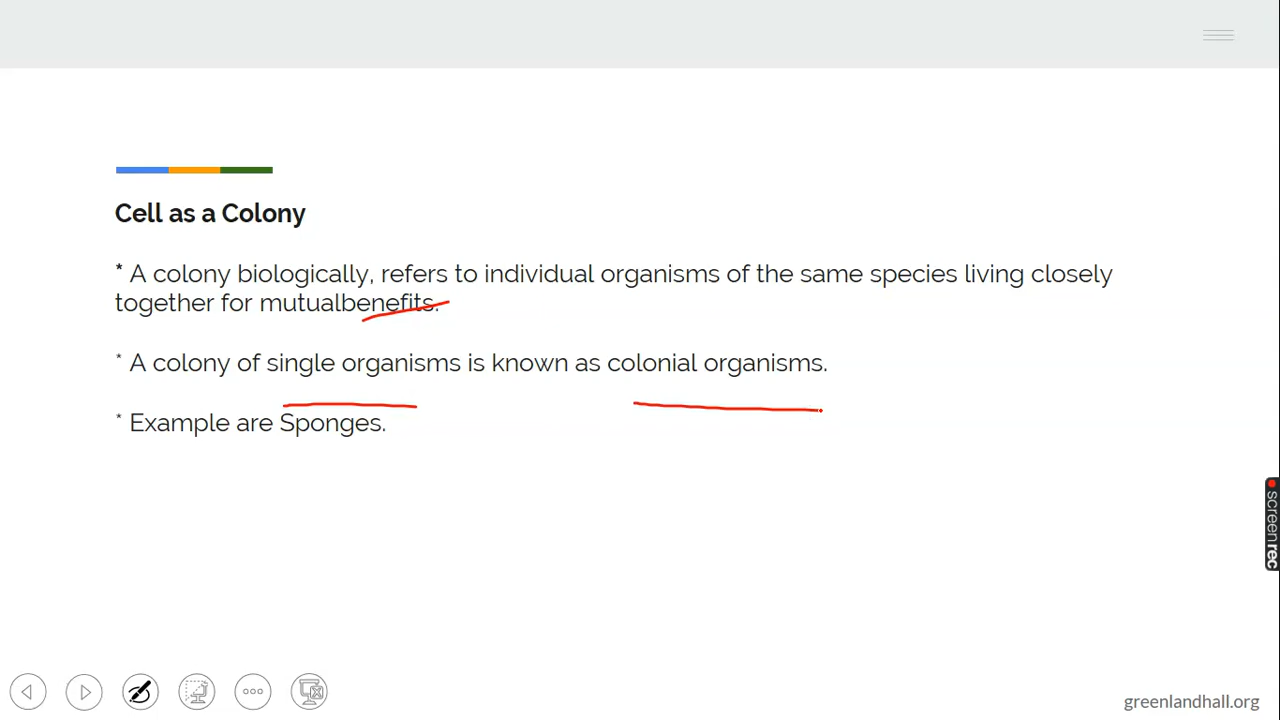 Cell as a Colony
* A colony biologically, refers to individual organisms of the same species living closely
together for mutualbenefits.
* A colony of single organisms is known as colonial organisms.
* Example are Sponges.
screenrec
greenlandhall.org